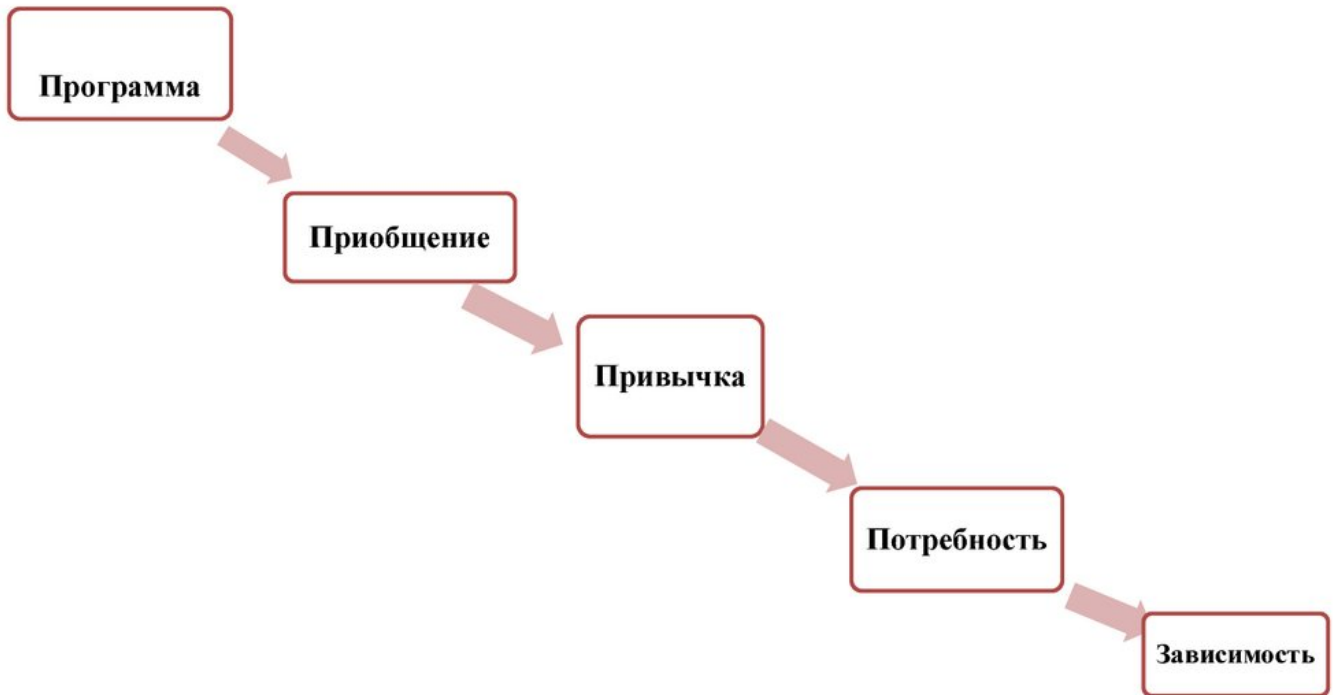 Программа
Приобщение
Привычка
Потребность
Зависимость